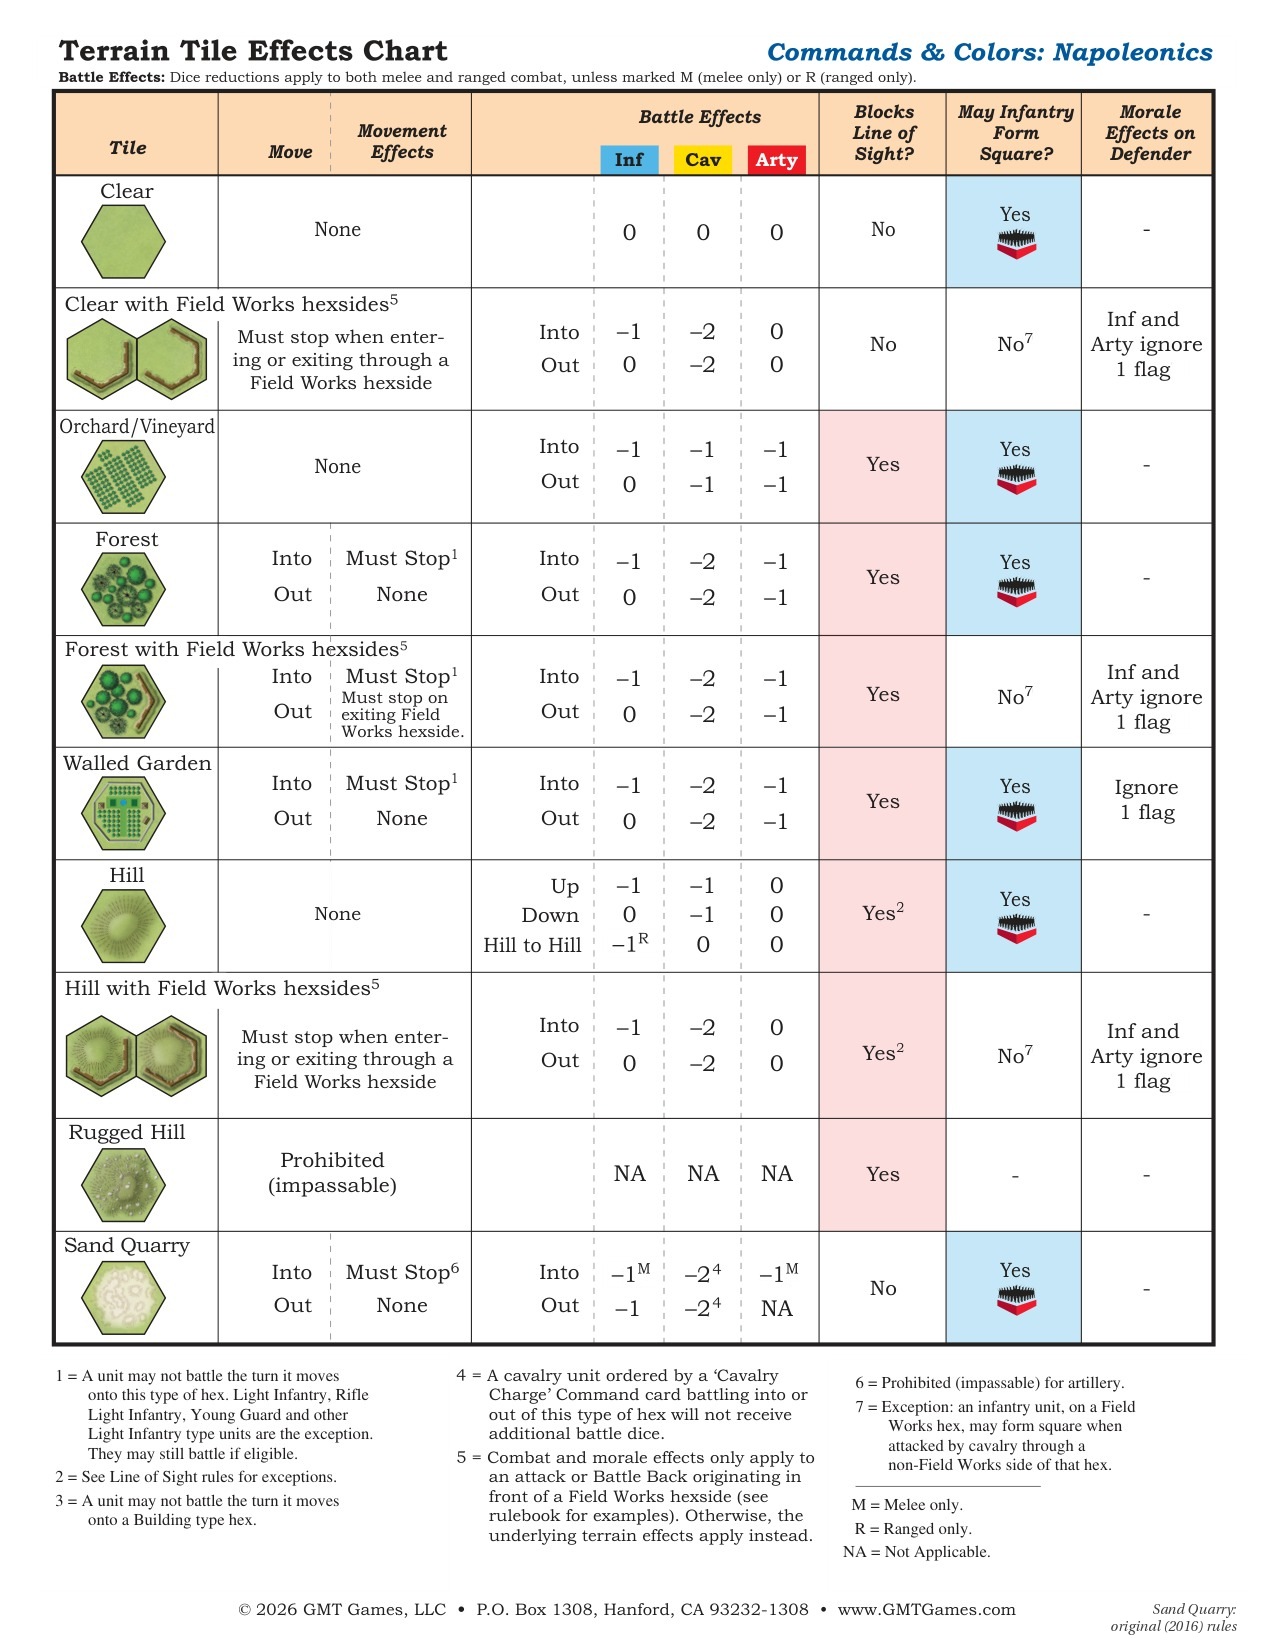 Terrain Tile Effects Chart
Commands & Colors: Napoleonics
Battle Effects: Dice reductions apply to both melee and ranged combat, unless marked M (melee only) or R (ranged only).
Tile
Move
Movement
Effects
Battle Effects
Inf Cav Arty
Blocks
Line of
Sight?
May Infantry
Form
Square?
Morale
Effects on
Defender
Clear
None
0 0 0
No
Yes
-
Clear with Field Works hexsides⁵
Must stop when enter-
ing or exiting through a
Field Works hexside
Into –1 –2 0
Out 0 –2 0
No
No⁷
Inf and
Arty ignore
1 flag
Orchard/Vineyard
None
Into –1 –1 –1
Out 0 –1 –1
Yes
Yes
-
Forest
Into Must Stop¹
Out None
Into –1 –2 –1
Out 0 –2 –1
Yes
Yes
-
Forest with Field Works hexsides⁵
Into Must Stop¹
Out Must stop on
exiting Field
Works hexside.
Into –1 –2 –1
Out 0 –2 –1
Yes
No⁷
Inf and
Arty ignore
1 flag
Walled Garden
Into Must Stop¹
Out None
Into –1 –2 –1
Out 0 –2 –1
Yes
Yes
Ignore
1 flag
Hill
None
Up –1 –1 0
Down 0 –1 0
Hill to Hill –1ᴿ 0 0
Yes²
Yes
-
Hill with Field Works hexsides⁵
Must stop when enter-
ing or exiting through a
Field Works hexside
Into –1 –2 0
Out 0 –2 0
Yes²
No⁷
Inf and
Arty ignore
1 flag
Rugged Hill
Prohibited
(impassable)
NA NA NA
Yes
-
-
Sand Quarry
Into Must Stop⁶
Out None
Into –1ᴹ –2⁴ –1ᴹ
Out –1 –2⁴ NA
No
Yes
-
1 = A unit may not battle the turn it moves
onto this type of hex. Light Infantry, Rifle
Light Infantry, Young Guard and other
Light Infantry type units are the exception.
They may still battle if eligible.
2 = See Line of Sight rules for exceptions.
3 = A unit may not battle the turn it moves
onto a Building type hex.
4 = A cavalry unit ordered by a ‘Cavalry
Charge’ Command card battling into or
out of this type of hex will not receive
additional battle dice.
5 = Combat and morale effects only apply to
an attack or Battle Back originating in
front of a Field Works hexside (see
rulebook for examples). Otherwise, the
underlying terrain effects apply instead.
6 = Prohibited (impassable) for artillery.
7 = Exception: an infantry unit, on a Field
Works hex, may form square when
attacked by cavalry through a
non-Field Works side of that hex.
M = Melee only.
R = Ranged only.
NA = Not Applicable.
© 2026 GMT Games, LLC • P.O. Box 1308, Hanford, CA 93232-1308 • www.GMTGames.com
Sand Quarry:
original (2016) rules